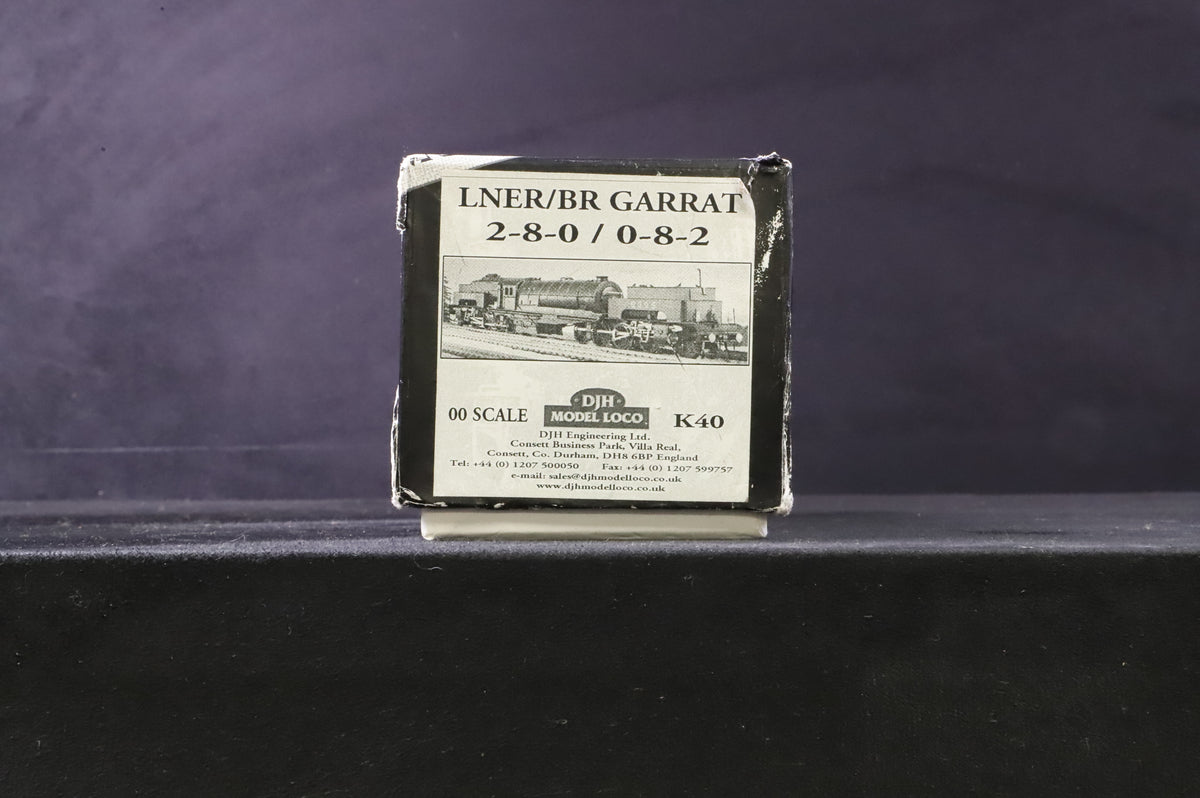 LNER/BR GARRAT
2-8-0 / 0-8-2
00 SCALE
DJH
MODEL LOCO
K40
DJH Engineering Ltd.
Consett Business Park, Villa Real,
Consett, Co. Durham, DH8 6BP England
Tel: +44 (0) 1207 500050 Fax: +44 (0) 1207 599757
e-mail: sales@djhmodelloco.co.uk
www.djhmodelloco.co.uk